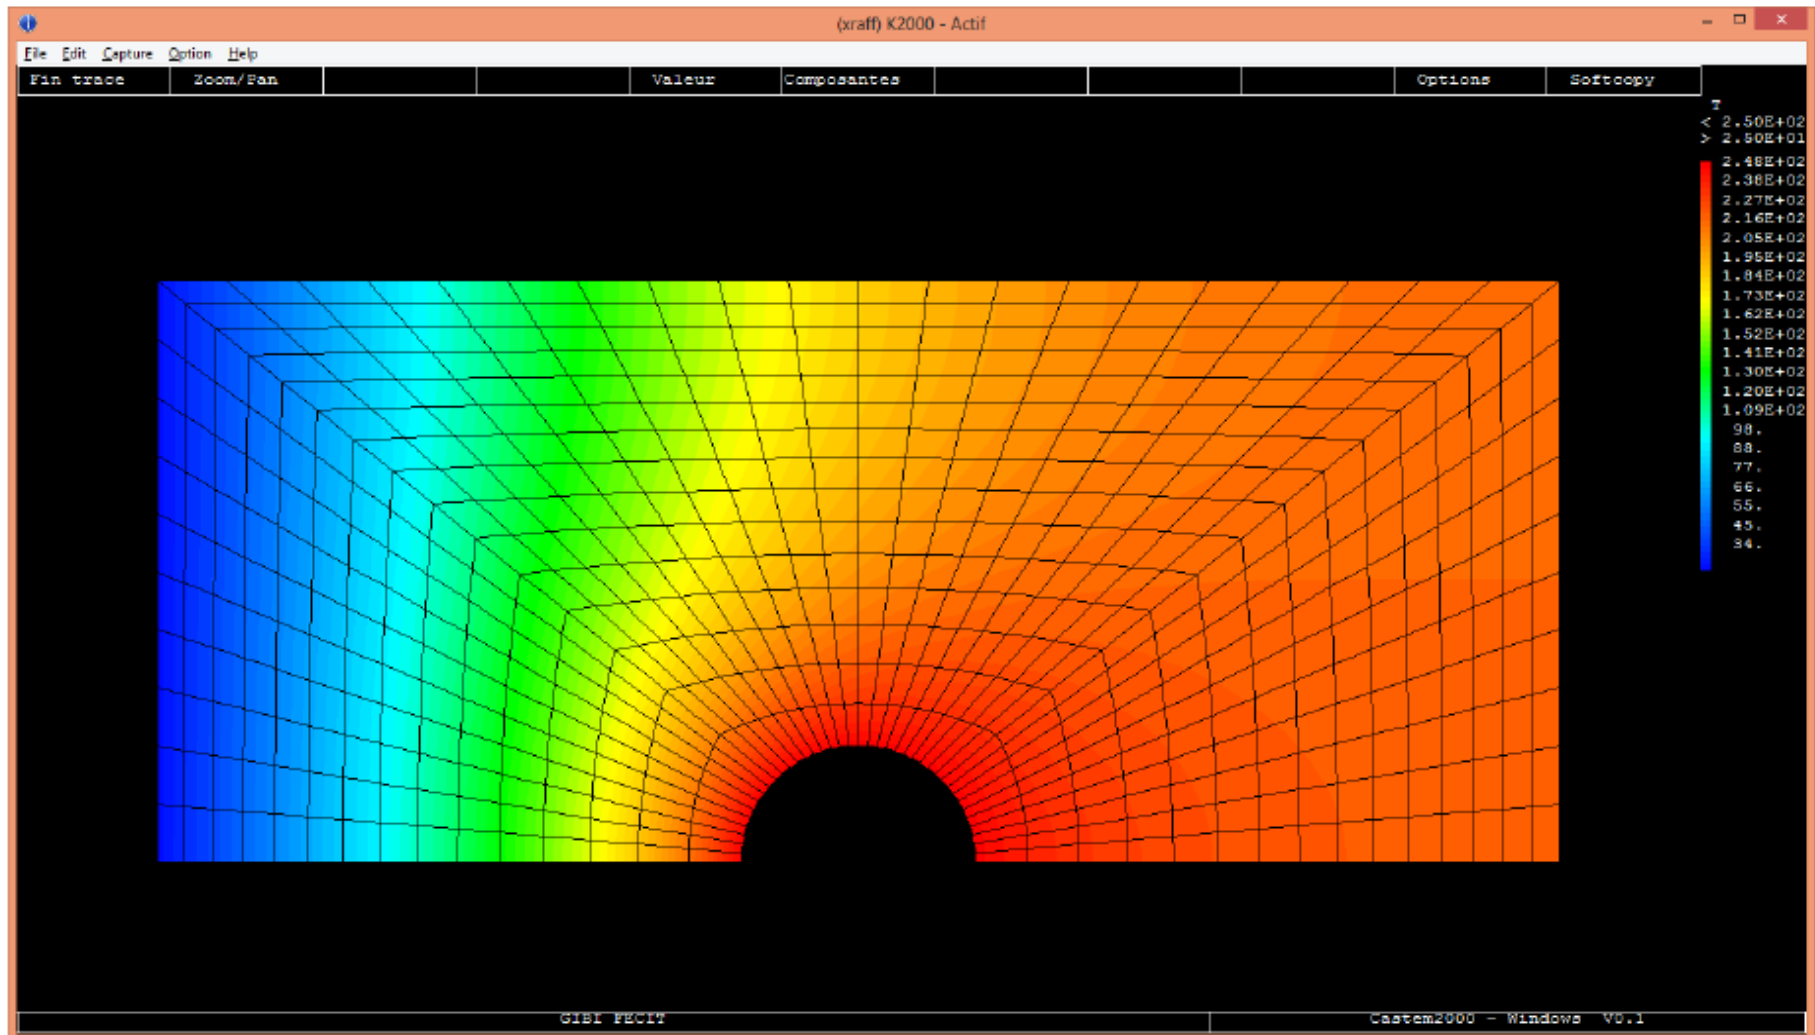 (xraff) K2000 - Actif
File Edit Capture Option Help
Fin trace Zoom/Pan Valeur Composantes Options Softcopy
T
< 2.50E+02
> 2.50E+01
2.48E+02
2.38E+02
2.27E+02
2.16E+02
2.05E+02
1.95E+02
1.84E+02
1.73E+02
1.62E+02
1.52E+02
1.41E+02
1.30E+02
1.20E+02
1.09E+02
98.
88.
77.
66.
55.
45.
34.
GIBI FECIT Castem2000 - Windows V0.1